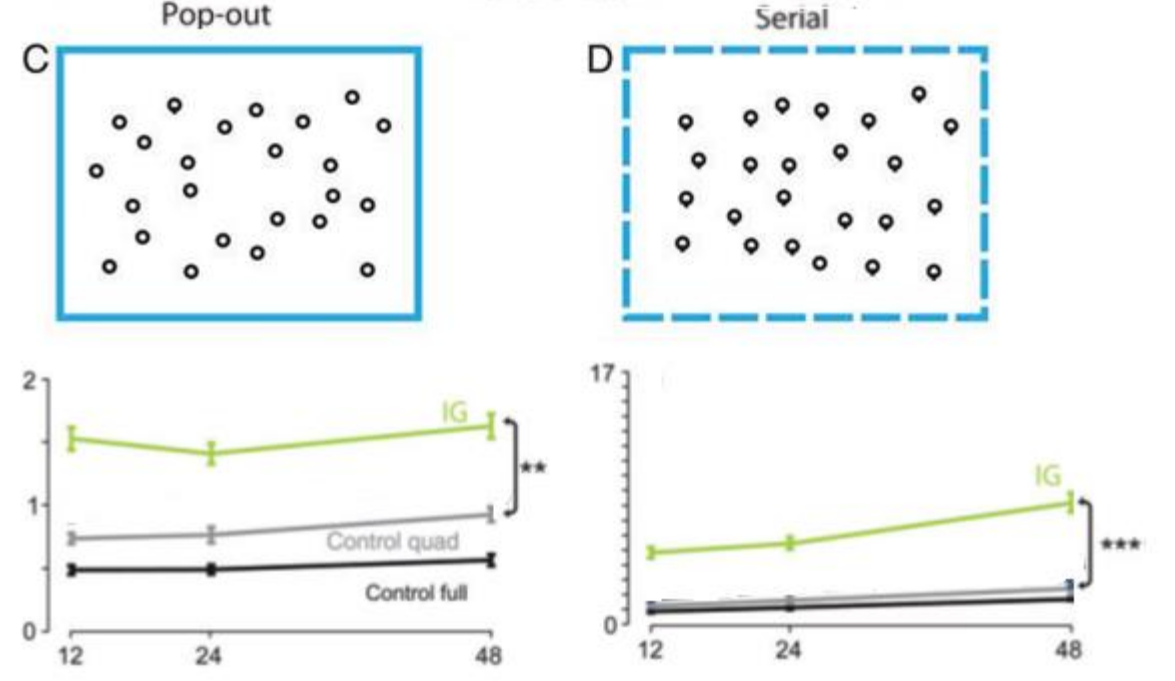 Pop-out
Serial
C
D
2
1
0
12
24
48
IG
**
Control quad
Control full
17
0
12
24
48
IG
***